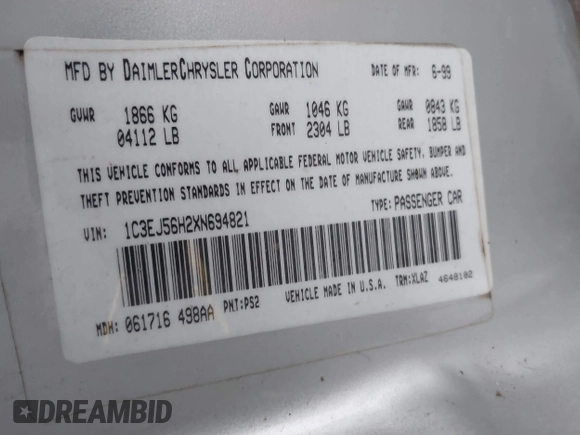 MFD BY DAIMLERCHRYSLER CORPORATION DATE OF MFR: 6-99
GVWR 1866 KG GAWR 1046 KG GAWR 0843 KG
04112 LB FRONT 2304 LB REAR 1858 LB
THIS VEHICLE CONFORMS TO ALL APPLICABLE FEDERAL MOTOR VEHICLE SAFETY, BUMPER AND
THEFT PREVENTION STANDARDS IN EFFECT ON THE DATE OF MANUFACTURE SHOWN ABOVE.
VIN: 1C3EJ56H2XN694821 TYPE: PASSENGER CAR
MDH: 061716 498AA PNT:PS2 VEHICLE MADE IN U.S.A. TRM:XLAZ 4648102
DREAMBID